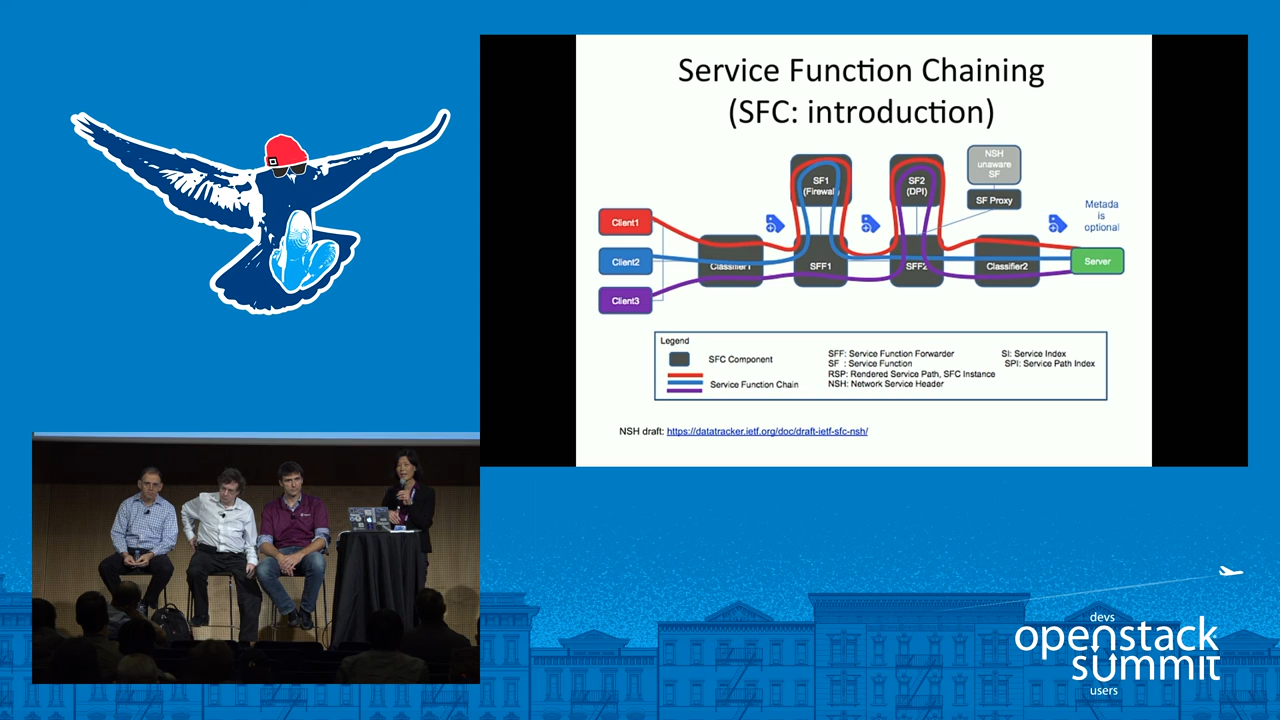 Service Function Chaining
(SFC: introduction)
NSH
unaware
SF
SF1
(Firewall)
SF2
(DPI)
SF Proxy
Metada
is
optional
Client1
Client2
Client3
Classifier1
SFF1
SFF2
Classifier2
Server
Legend
SFC Component
Service Function Chain
SFF: Service Function Forwarder
SF : Service Function
RSP: Rendered Service Path, SFC Instance
NSH: Network Service Header
SI: Service Index
SPI: Service Path Index
NSH draft: https://datatracker.ietf.org/doc/draft-ietf-sfc-nsh/
devs
openstack
summit
users